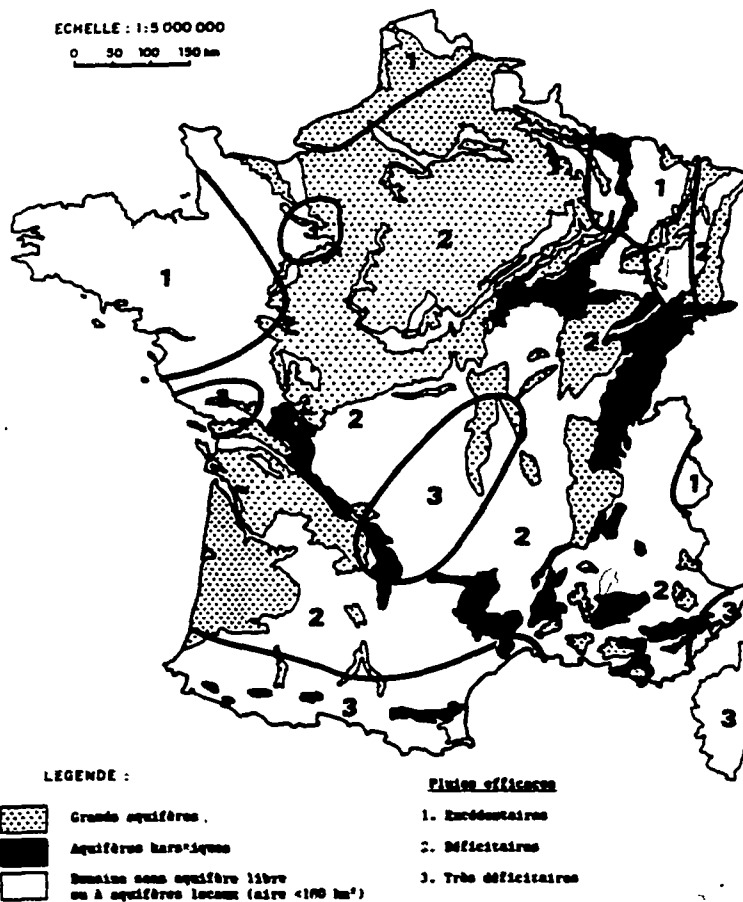 ECHELLE : 1:5 000 000
0 50 100 150 km
1
1
3
2
2
1
2
2
3
3
1
2
2
2
3
3
3
LEGENDE :
Grands aquifères.
Aquifères karstiques
Domaine sans aquifère libre
ou à aquifères locaux (aire <100 km²)
Pluies efficaces
1. Excédentaires
2. Déficitaires
3. Très déficitaires